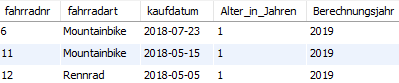 fahrradnr fahrradart kaufdatum Alter_in_Jahren Berechnungsjahr
6 Mountainbike 2018-07-23 1 2019
11 Mountainbike 2018-05-15 1 2019
12 Rennrad 2018-05-05 1 2019